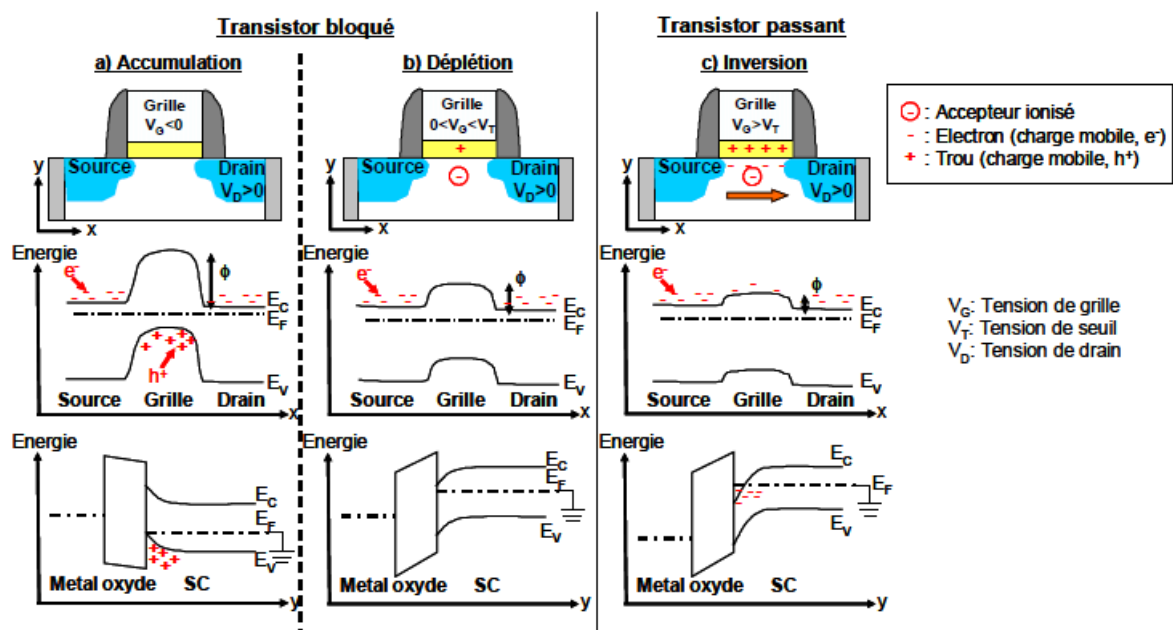 Transistor bloqué
Transistor passant
a) Accumulation
b) Déplétion
c) Inversion
Grille
V_G<0
Grille
0<V_G<V_T
+
-
Grille
V_G>V_T
+ + + +
-
y
Source
Drain
V_D>0
x
y
Source
Drain
V_D>0
x
y
Source
Drain
V_D>0
x
- : Accepteur ionisé
- : Electron (charge mobile, e-)
+ : Trou (charge mobile, h+)
Energie
e-
ϕ
E_C
E_F
h+
E_V
Source Grille Drain
x
Energie
e-
ϕ
E_C
E_F
E_V
Source Grille Drain
x
Energie
e-
ϕ
E_C
E_F
E_V
Source Grille Drain
x
V_G: Tension de grille
V_T: Tension de seuil
V_D: Tension de drain
Energie
E_C
E_F
E_V
Metal oxyde SC
y
Energie
E_C
E_F
E_V
Metal oxyde SC
y
Energie
E_C
E_F
E_V
Metal oxyde SC
y